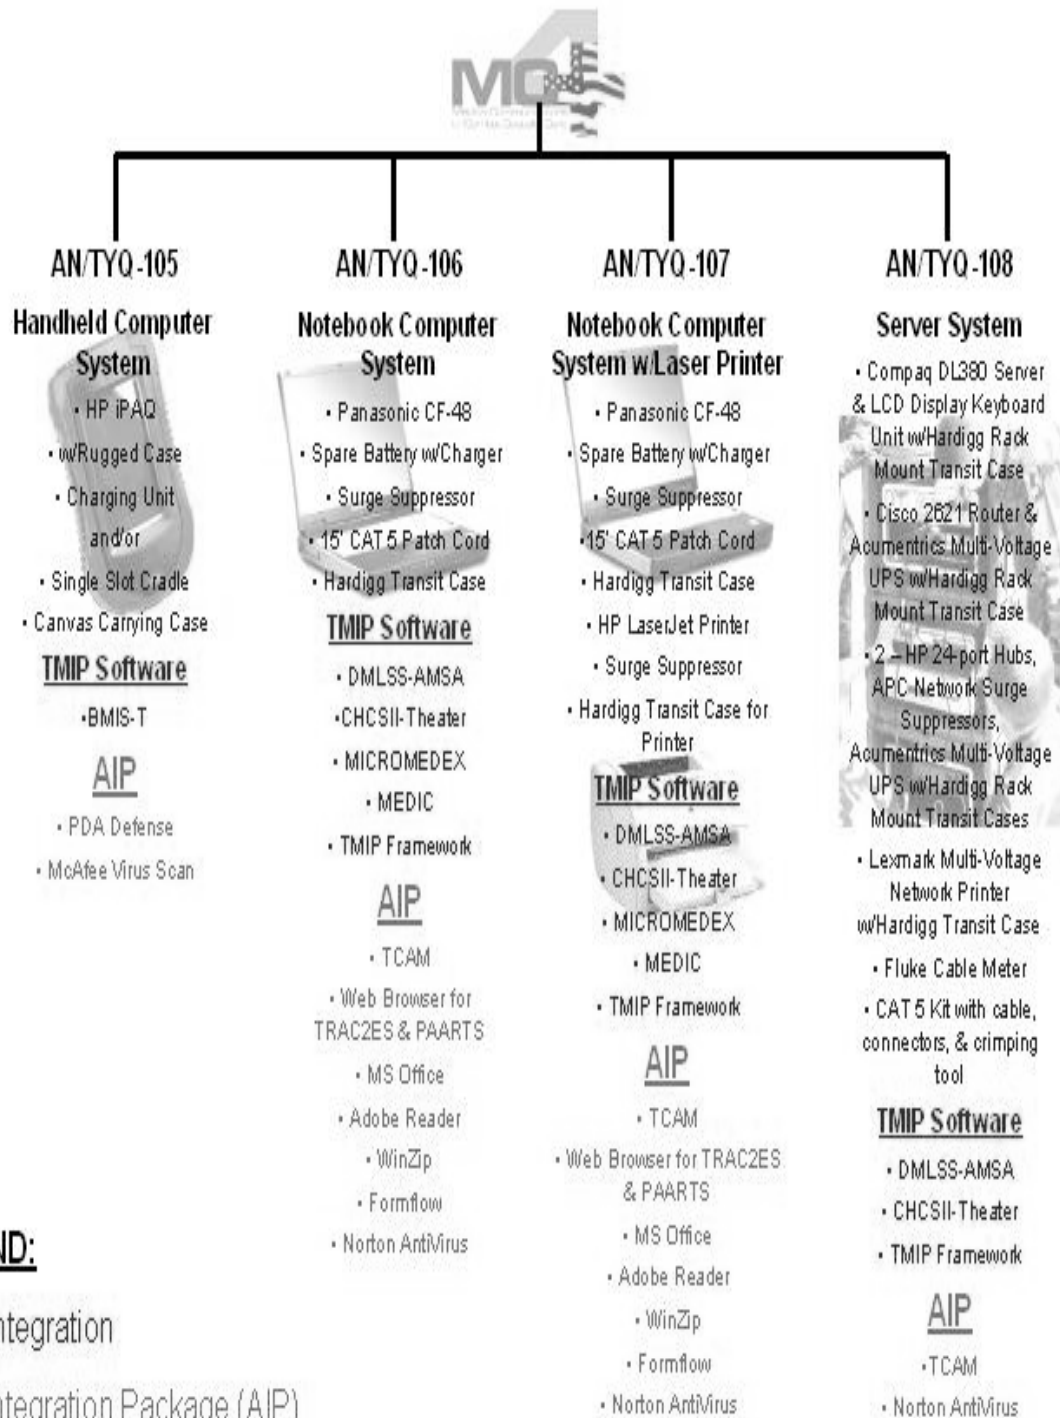 MC4
AN/TYQ-105
Handheld Computer
System
• HP iPAQ
• w/Rugged Case
• Charging Unit
and/or
• Single Slot Cradle
• Canvas Carrying Case
TMIP Software
•BMIS-T
AIP
• PDA Defense
• McAfee Virus Scan
AN/TYQ-106
Notebook Computer
System
• Panasonic CF-48
• Spare Battery w/Charger
• Surge Suppressor
• 15' CAT 5 Patch Cord
• Hardigg Transit Case
TMIP Software
• DMLSS-AMSA
•CHCSII-Theater
• MICROMEDEX
• MEDIC
• TMIP Framework
AIP
• TCAM
• Web Browser for
TRAC2ES & PAARTS
• MS Office
• Adobe Reader
• WinZip
• Formflow
• Norton AntiVirus
AN/TYQ-107
Notebook Computer
System w/Laser Printer
• Panasonic CF-48
• Spare Battery w/Charger
• Surge Suppressor
•15' CAT 5 Patch Cord
• Hardigg Transit Case
• HP LaserJet Printer
• Surge Suppressor
• Hardigg Transit Case for
Printer
TMIP Software
• DMLSS-AMSA
• CHCSII-Theater
• MICROMEDEX
• MEDIC
• TMIP Framework
AIP
• TCAM
• Web Browser for TRAC2ES
& PAARTS
• MS Office
• Adobe Reader
• WinZip
• Formflow
• Norton AntiVirus
AN/TYQ-108
Server System
• Compaq DL380 Server
& LCD Display Keyboard
Unit w/Hardigg Rack
Mount Transit Case
• Cisco 2621 Router &
Acumentrics Multi-Voltage
UPS w/Hardigg Rack
Mount Transit Case
• 2 – HP 24-port Hubs,
APC Network Surge
Suppressors,
Acumentrics Multi-Voltage
UPS w/Hardigg Rack
Mount Transit Cases
• Lexmark Multi-Voltage
Network Printer
w/Hardigg Transit Case
• Fluke Cable Meter
• CAT 5 Kit with cable,
connectors, & crimping
tool
TMIP Software
• DMLSS-AMSA
• CHCSII-Theater
• TMIP Framework
AIP
•TCAM
• Norton AntiVirus
ND:
ntegration
ntegration Package (AIP)